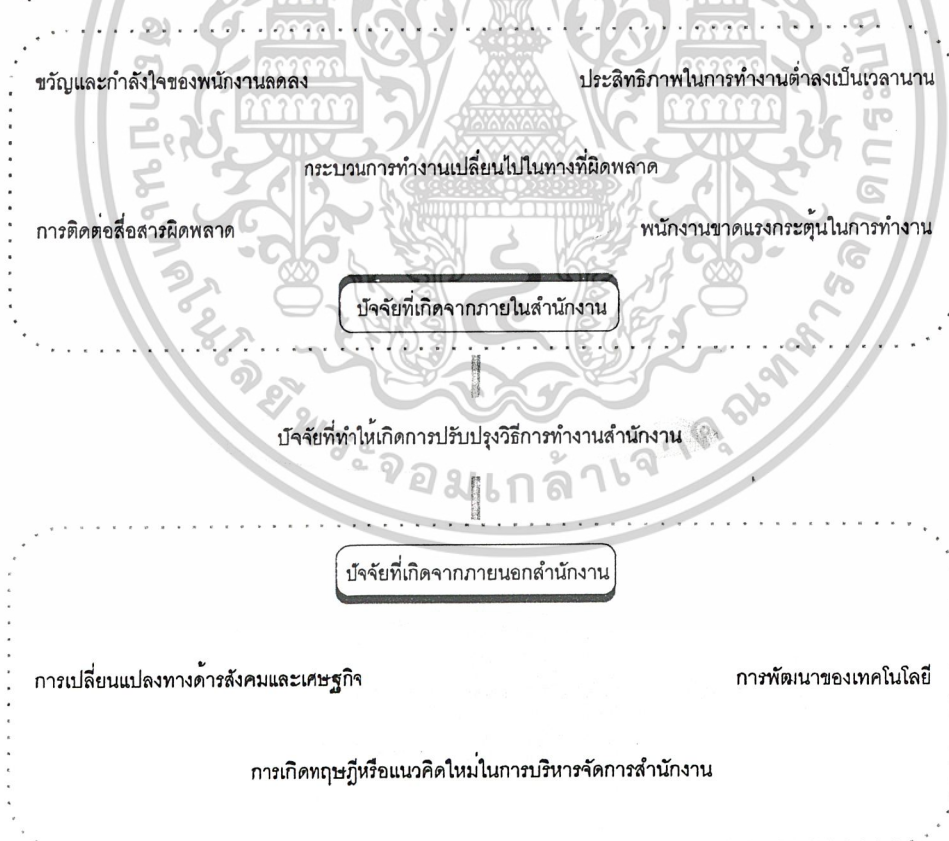 ขวัญและกำลังใจของพนักงานลดลง
ประสิทธิภาพในการทำงานต่ำลงเป็นเวลานาน
กระบวนการทำงานเปลี่ยนไปในทางที่ผิดพลาด
การติดต่อสื่อสารผิดพลาด
พนักงานขาดแรงกระตุ้นในการทำงาน
ปัจจัยที่เกิดจากภายในสำนักงาน
ปัจจัยที่ทำให้เกิดการปรับปรุงวิธีการทำงานสำนักงาน
ปัจจัยที่เกิดจากภายนอกสำนักงาน
การเปลี่ยนแปลงทางด้ารสังคมและเศษฐกิจ
การพัฒนาของเทคโนโลยี
การเกิดทฤษฎีหรือแนวคิดใหม่ในการบริหารจัดการสำนักงาน